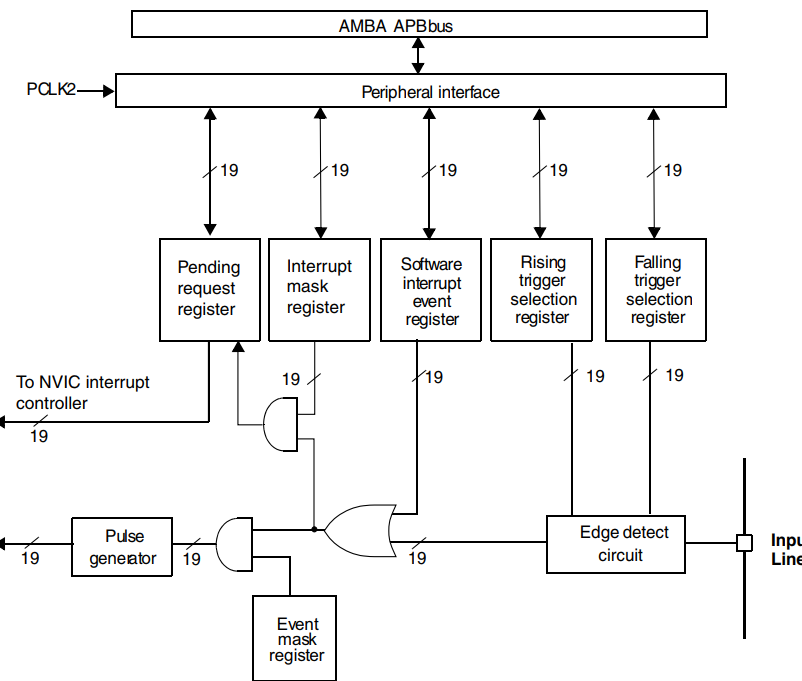 AMBA APB bus
PCLK2
Peripheral interface
19
19
19
19
19
Pending
request
register
Interrupt
mask
register
Software
interrupt
event
register
Rising
trigger
selection
register
Falling
trigger
selection
register
To NVIC interrupt
controller
19
19
19
19
19
Pulse
generator
19
19
19
Edge detect
circuit
Inpu
Line
Event
mask
register